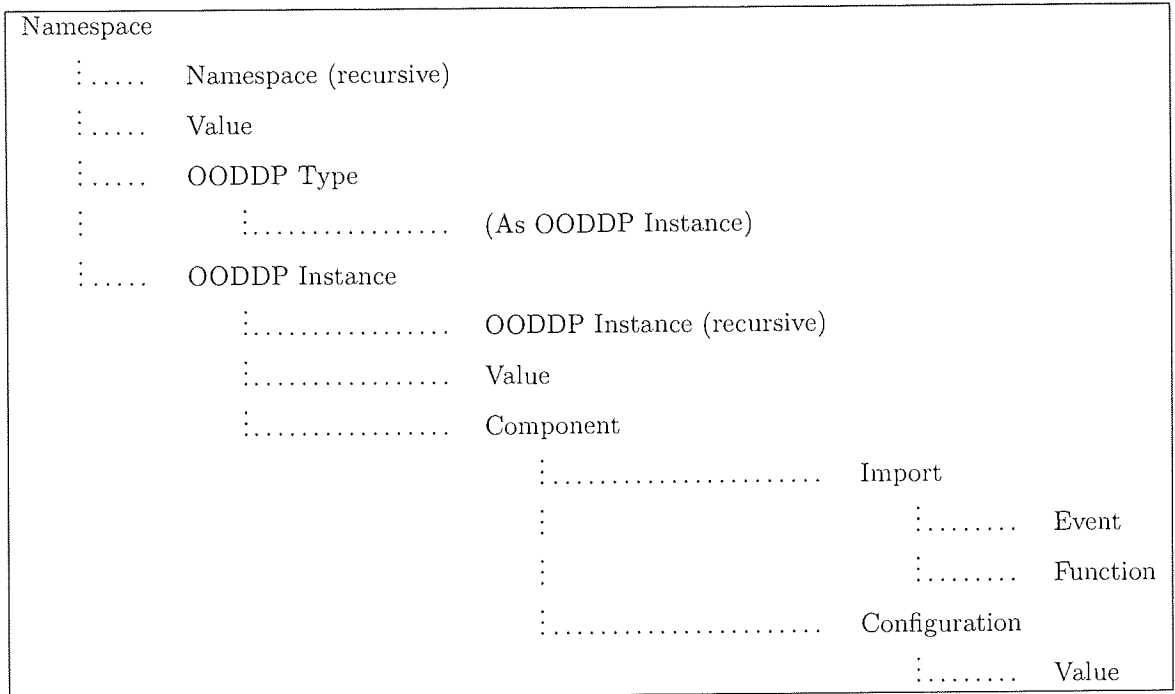 Namespace
Namespace (recursive)
Value
OODDP Type
(As OODDP Instance)
OODDP Instance
OODDP Instance (recursive)
Value
Component
Import
Event
Function
Configuration
Value